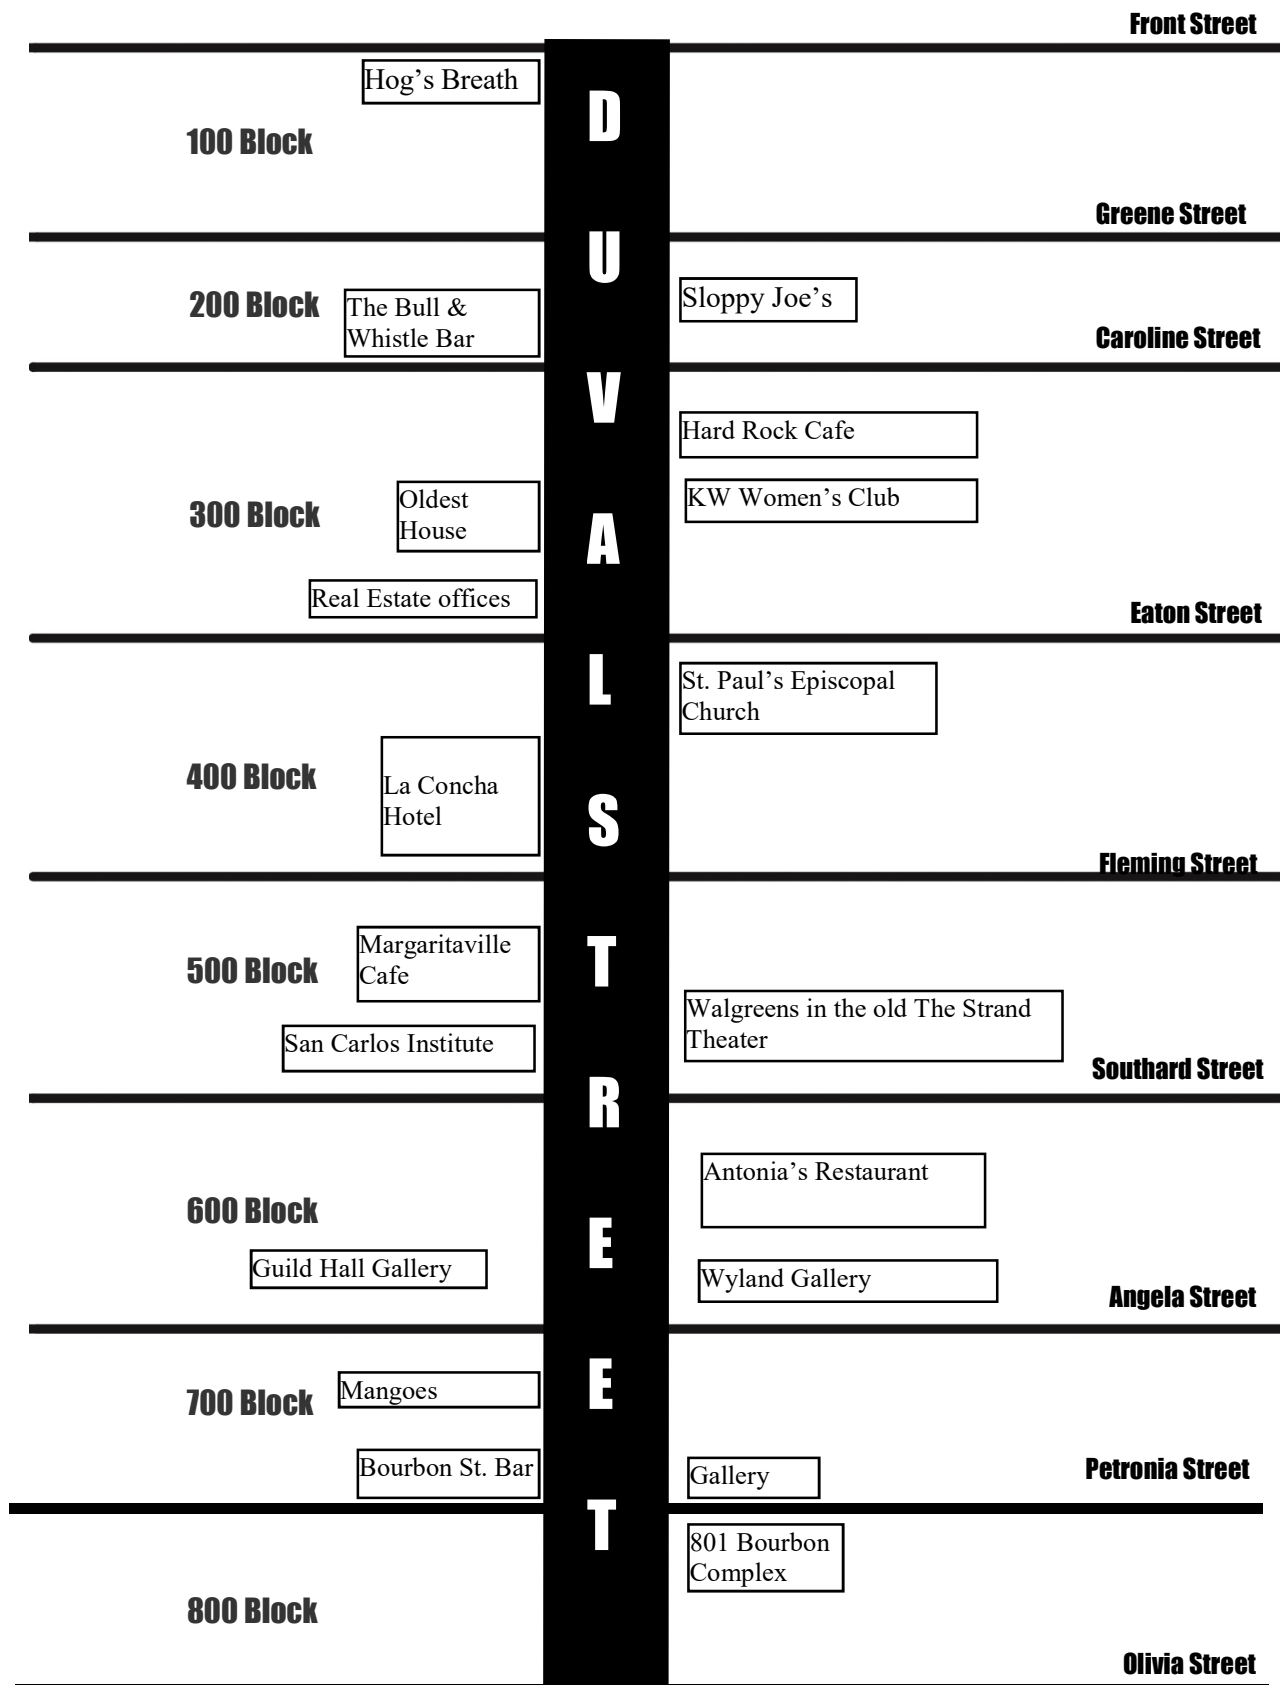 Front Street
Hog’s Breath
100 Block
Greene Street
200 Block
The Bull &
Whistle Bar
Sloppy Joe’s
Caroline Street
Hard Rock Cafe
300 Block
Oldest
House
KW Women’s Club
Real Estate offices
Eaton Street
St. Paul’s Episcopal
Church
400 Block
La Concha
Hotel
Fleming Street
500 Block
Margaritaville
Cafe
Walgreens in the old The Strand
Theater
San Carlos Institute
Southard Street
Antonia’s Restaurant
600 Block
Guild Hall Gallery
Wyland Gallery
Angela Street
700 Block
Mangoes
Bourbon St. Bar
Gallery
Petronia Street
801 Bourbon
Complex
800 Block
Olivia Street
DUVAL STREET